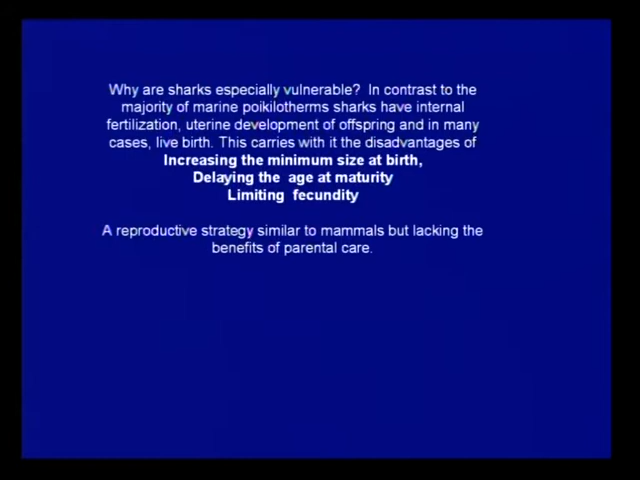 Why are sharks especially vulnerable? In contrast to the
majority of marine poikilotherms sharks have internal
fertilization, uterine development of offspring and in many
cases, live birth. This carries with it the disadvantages of
Increasing the minimum size at birth,
Delaying the age at maturity
Limiting fecundity
A reproductive strategy similar to mammals but lacking the
benefits of parental care.